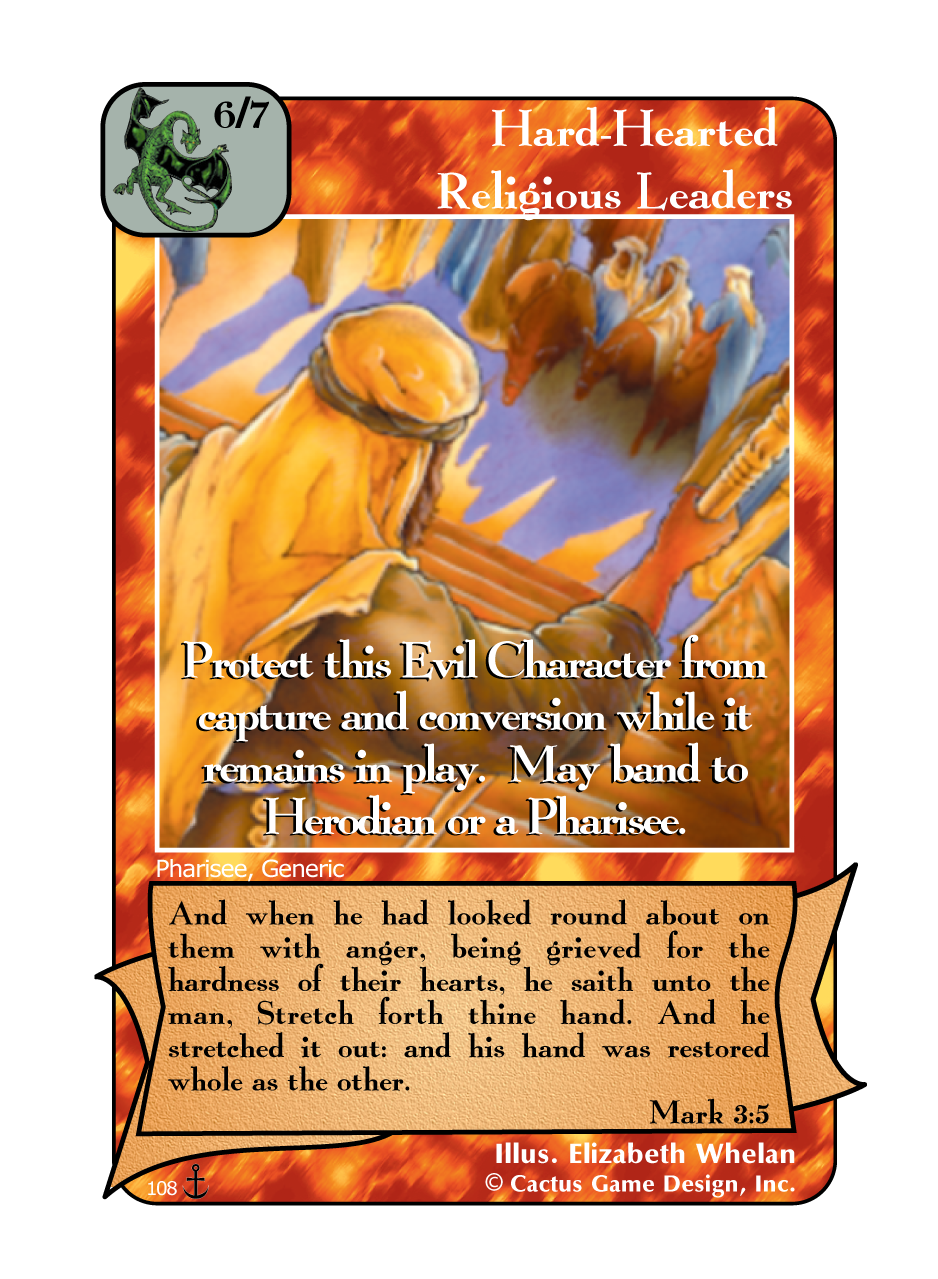 6/7
Hard-Hearted
Religious Leaders
Protect this Evil Character from
capture and conversion while it
remains in play. May band to
Herodian or a Pharisee.
Pharisee, Generic
And when he had looked round about on
them with anger, being grieved for the
hardness of their hearts, he saith unto the
man, Stretch forth thine hand. And he
stretched it out: and his hand was restored
whole as the other.
Mark 3:5
Illus. Elizabeth Whelan
© Cactus Game Design, Inc.
108